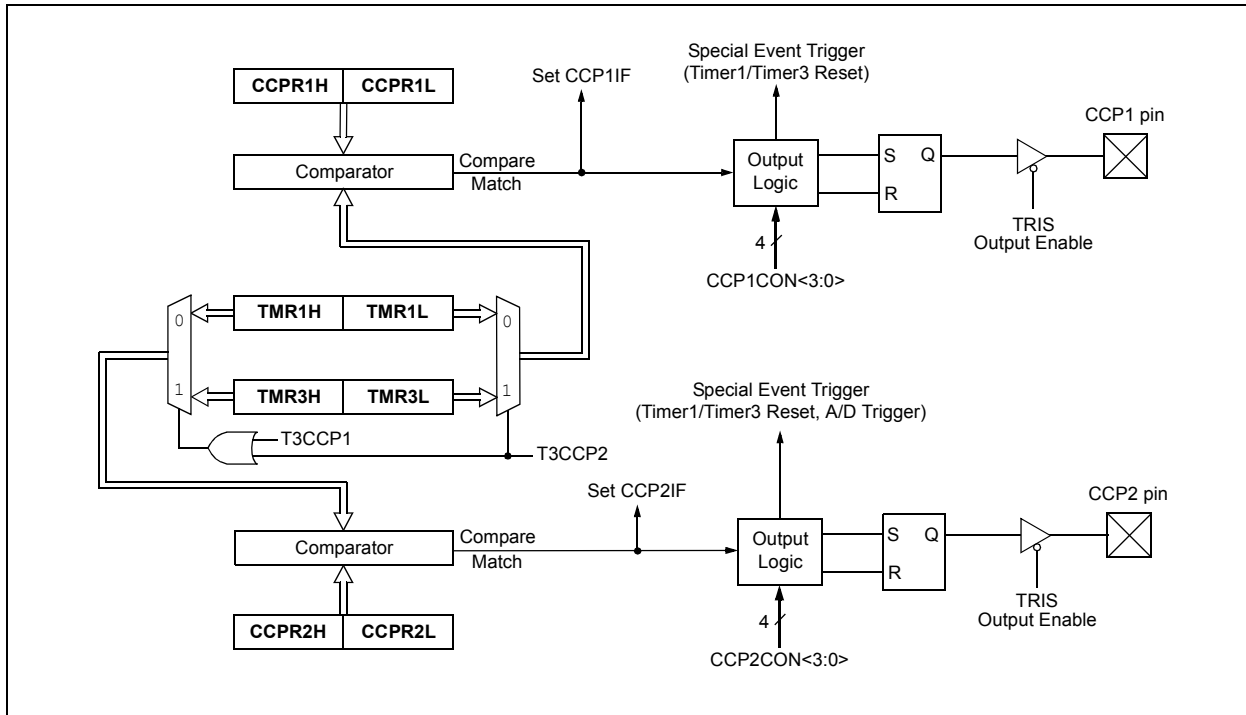 Special Event Trigger
(Timer1/Timer3 Reset)
Set CCP1IF
CCPR1H CCPR1L
CCP1 pin
Comparator
Compare
Match
Output
Logic
S Q
R
TRIS
Output Enable
4
CCP1CON<3:0>
0 TMR1H TMR1L 0
1 TMR3H TMR3L 1
T3CCP1
T3CCP2
Special Event Trigger
(Timer1/Timer3 Reset, A/D Trigger)
Set CCP2IF
CCP2 pin
Comparator
Compare
Match
Output
Logic
S Q
R
TRIS
Output Enable
4
CCPR2H CCPR2L
CCP2CON<3:0>